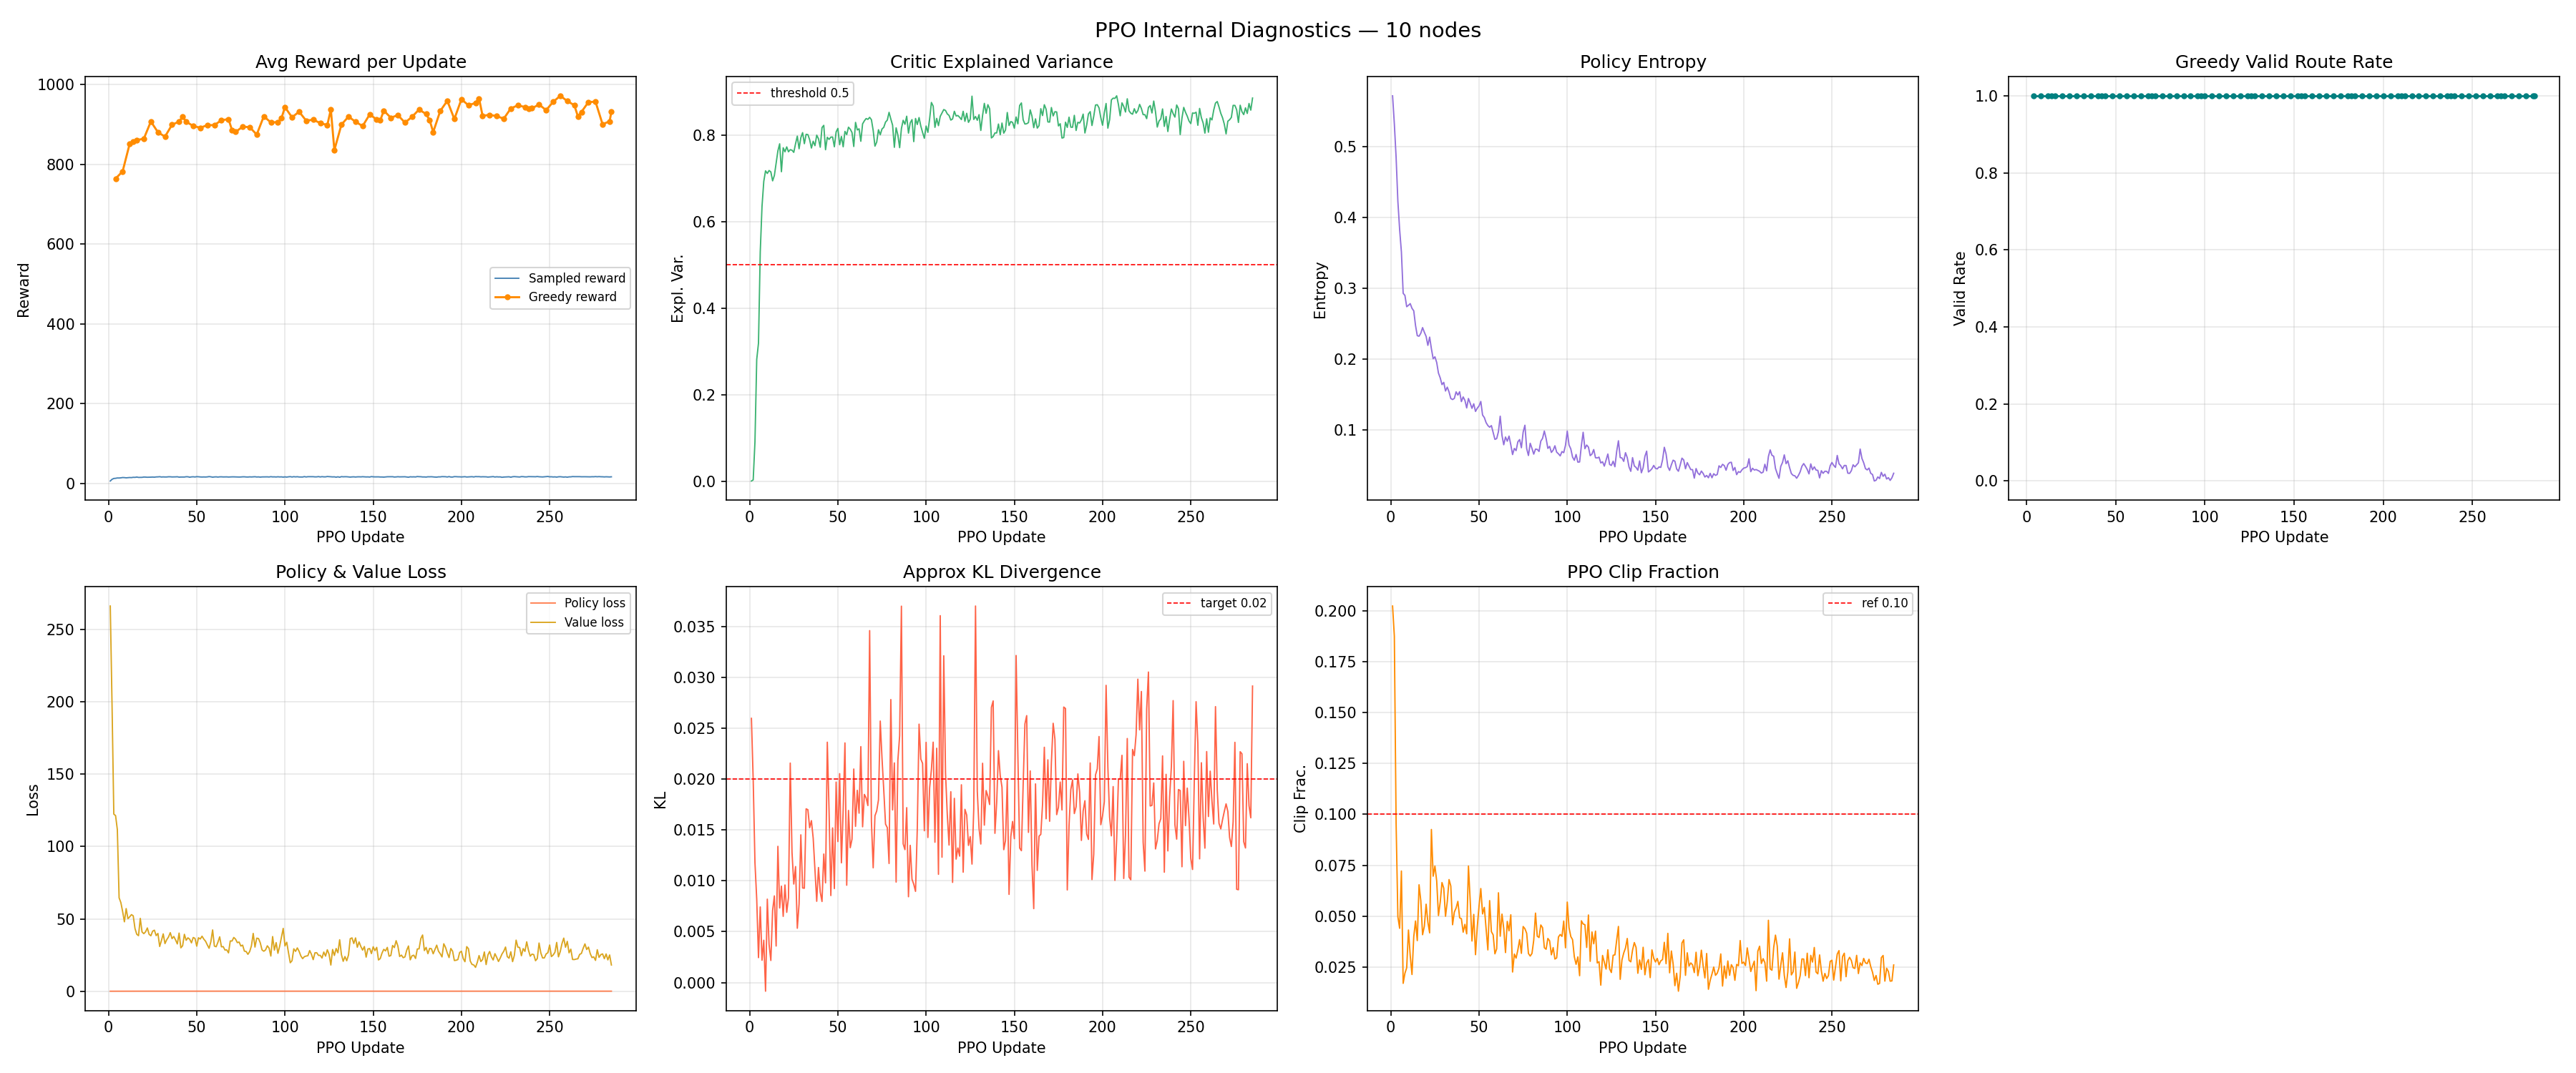 PPO Internal Diagnostics — 10 nodes
Avg Reward per Update
1000
800
600
400
200
0
Reward
Sampled reward
Greedy reward
0 50 100 150 200 250
PPO Update
Critic Explained Variance
threshold 0.5
0.8
0.6
0.4
0.2
0.0
Expl. Var.
0 50 100 150 200 250
PPO Update
Policy Entropy
0.5
0.4
0.3
0.2
0.1
Entropy
0 50 100 150 200 250
PPO Update
Greedy Valid Route Rate
1.0
0.8
0.6
0.4
0.2
0.0
Valid Rate
0 50 100 150 200 250
PPO Update
Policy & Value Loss
Policy loss
Value loss
250
200
150
100
50
0
Loss
0 50 100 150 200 250
PPO Update
Approx KL Divergence
target 0.02
0.035
0.030
0.025
0.020
0.015
0.010
0.005
0.000
KL
0 50 100 150 200 250
PPO Update
PPO Clip Fraction
ref 0.10
0.200
0.175
0.150
0.125
0.100
0.075
0.050
0.025
Clip Frac.
0 50 100 150 200 250
PPO Update